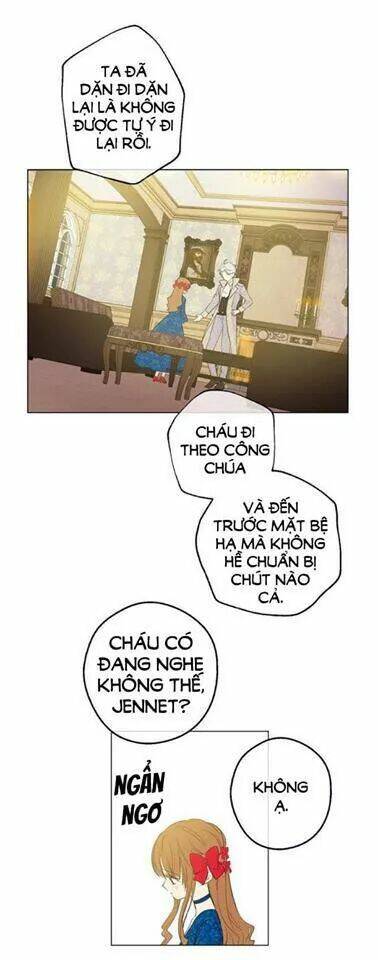 TA ĐÃ
DẶN ĐI DẶN
LẠI LÀ KHÔNG
ĐƯỢC TỰ Ý ĐI
LẠI RỒI.
CHÁU ĐI
THEO CÔNG
CHÚA
VÀ ĐẾN
TRƯỚC MẶT BỆ
HẠ MÀ KHÔNG
HỀ CHUẨN BỊ
CHÚT NÀO
CẢ.
CHÁU CÓ
ĐANG NGHE
KHÔNG THẾ,
JENNET?
NGẨN
NGƠ
KHÔNG
Ạ.